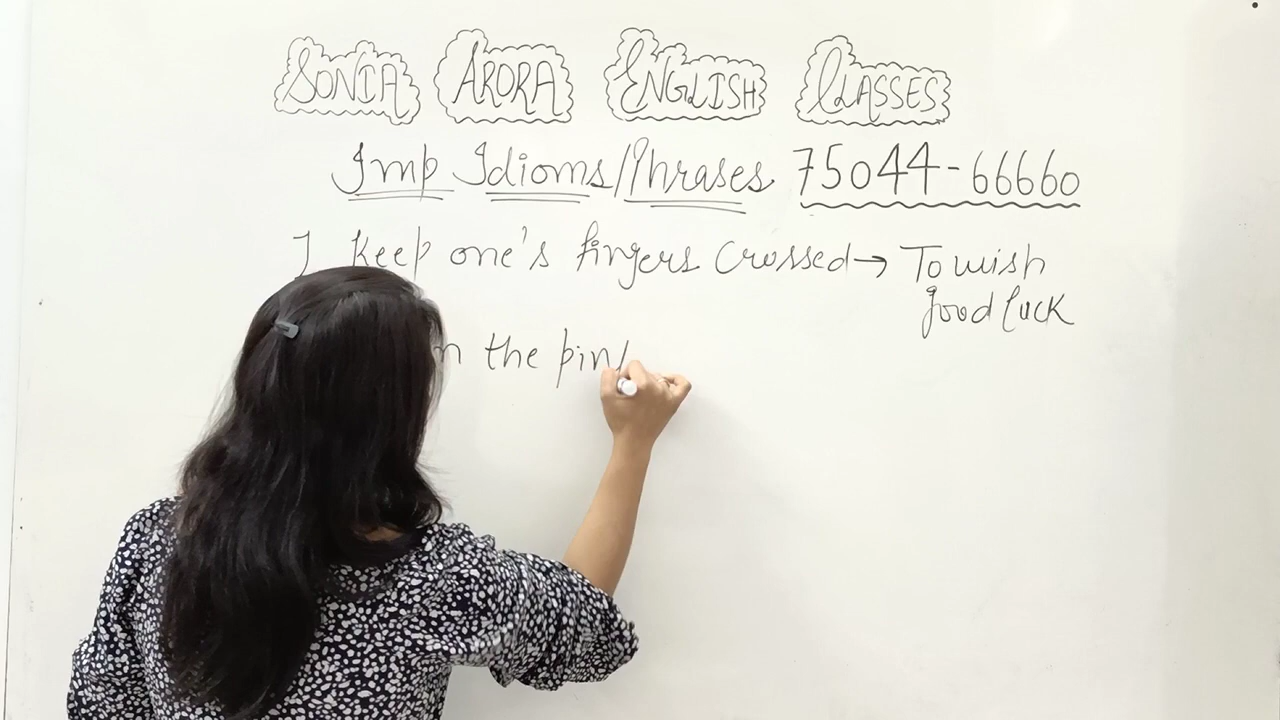 SONIA ARORA ENGLISH CLASSES
Imp Idioms/Phrases 75044-66660
1 Keep one's fingers crossed → To wish
good luck
the pin